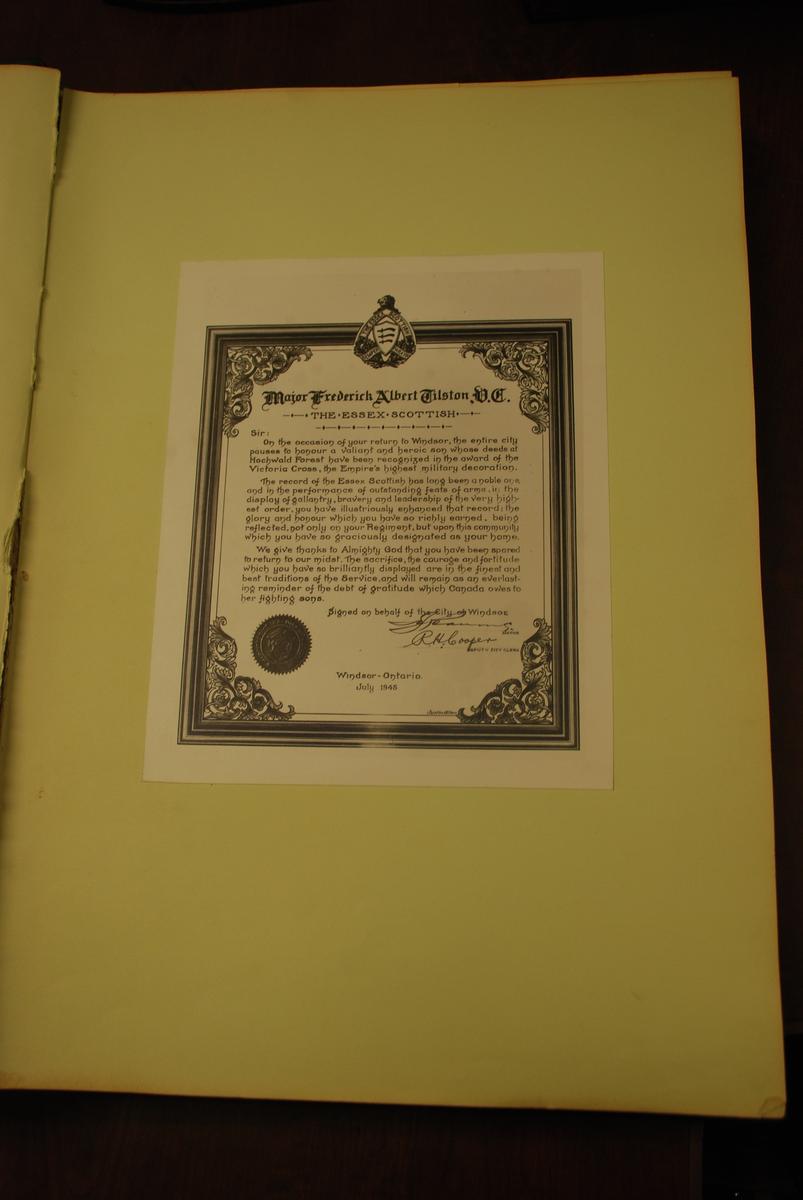 THE ESSEX SCOTTISH
Major Frederick Albert Tilston, V.C.
THE ESSEX SCOTTISH
Sir:
On the occasion of your return to Windsor, the entire city
pauses to honour a valiant and heroic son whose deeds at
Hochwald Forest have been recognized in the award of the
Victoria Cross, the Empire's highest military decoration.
The record of the Essex Scottish has long been a noble one,
and in the performance of outstanding feats of arms, in the
display of gallantry, bravery and leadership of the very high-
est order, you have illustriously enhanced that record; the
glory and honour which you have so richly earned, being
reflected, not only on your Regiment, but upon this community
which you have so graciously designated as your home.
We give thanks to Almighty God that you have been spared
to return to our midst. The sacrifice, the courage and fortitude
which you have so brilliantly displayed are in the finest and
best traditions of the Service, and will remain as an everlast-
ing reminder of the debt of gratitude which Canada owes to
her fighting sons.
Signed on behalf of the City of Windsor
MAYOR
R.H. Cooper
DEPUTY CITY CLERK
Windsor - Ontario.
July 1945